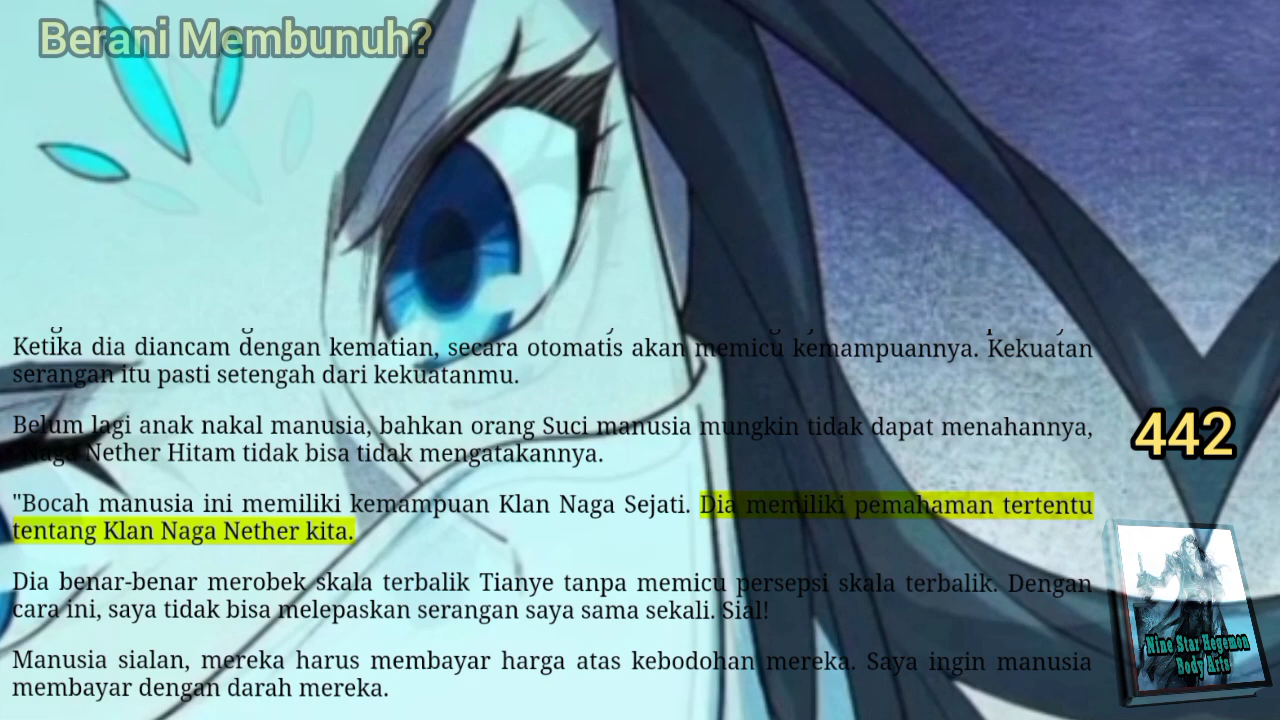 Berani Membunuh?
Ketika dia diancam dengan kematian, secara otomatis akan memicu kemampuannya. Kekuatan
serangan itu pasti setengah dari kekuatanmu.
Belum lagi anak nakal manusia, bahkan orang Suci manusia mungkin tidak dapat menahannya,
" Naga Nether Hitam tidak bisa tidak mengatakannya.
442
"Bocah manusia ini memiliki kemampuan Klan Naga Sejati. Dia memiliki pemahaman tertentu
tentang Klan Naga Nether kita.
Dia benar-benar merobek skala terbalik Tianye tanpa memicu persepsi skala terbalik. Dengan
cara ini, saya tidak bisa melepaskan serangan saya sama sekali. Sial!
Manusia sialan, mereka harus membayar harga atas kebodohan mereka. Saya ingin manusia
membayar dengan darah mereka.
Nine Star Hegemon
Body Arts